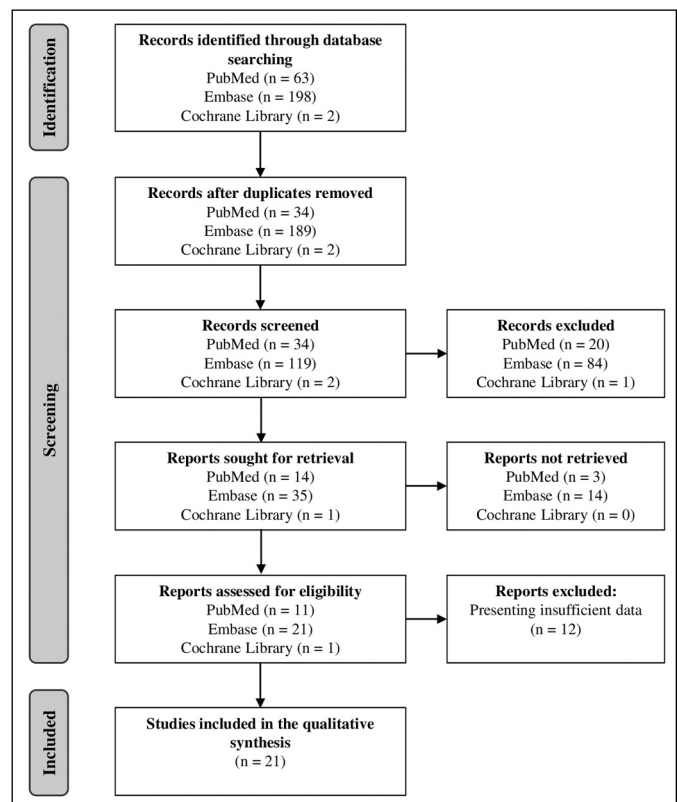 Identification
Records identified through database
searching
PubMed (n = 63)
Embase (n = 198)
Cochrane Library (n = 2)
Screening
Records after duplicates removed
PubMed (n = 34)
Embase (n = 189)
Cochrane Library (n = 2)
Records screened
PubMed (n = 34)
Embase (n = 119)
Cochrane Library (n = 2)
Records excluded
PubMed (n = 20)
Embase (n = 84)
Cochrane Library (n = 1)
Reports sought for retrieval
PubMed (n = 14)
Embase (n = 35)
Cochrane Library (n = 1)
Reports not retrieved
PubMed (n = 3)
Embase (n = 14)
Cochrane Library (n = 0)
Reports assessed for eligibility
PubMed (n = 11)
Embase (n = 21)
Cochrane Library (n = 1)
Reports excluded:
Presenting insufficient data
(n = 12)
Included
Studies included in the qualitative
synthesis
(n = 21)